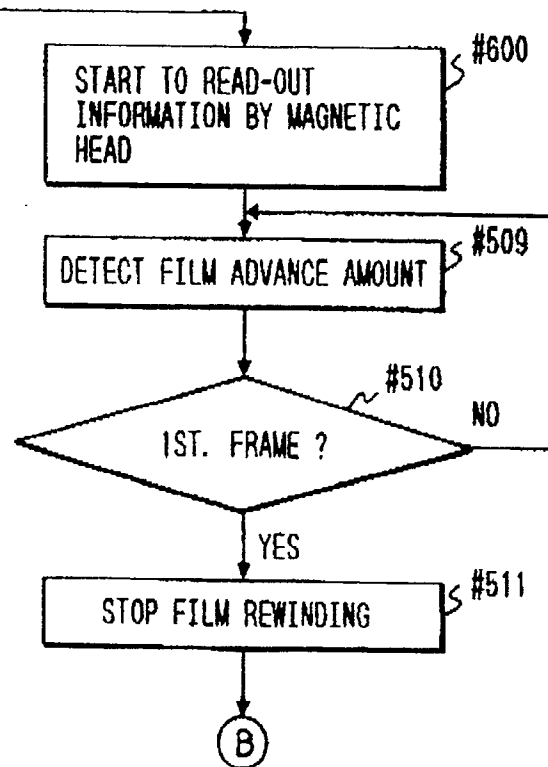 #600
START TO READ-OUT
INFORMATION BY MAGNETIC
HEAD
#509
DETECT FILM ADVANCE AMOUNT
#510
1ST. FRAME ?
NO
YES
#511
STOP FILM REWINDING
B